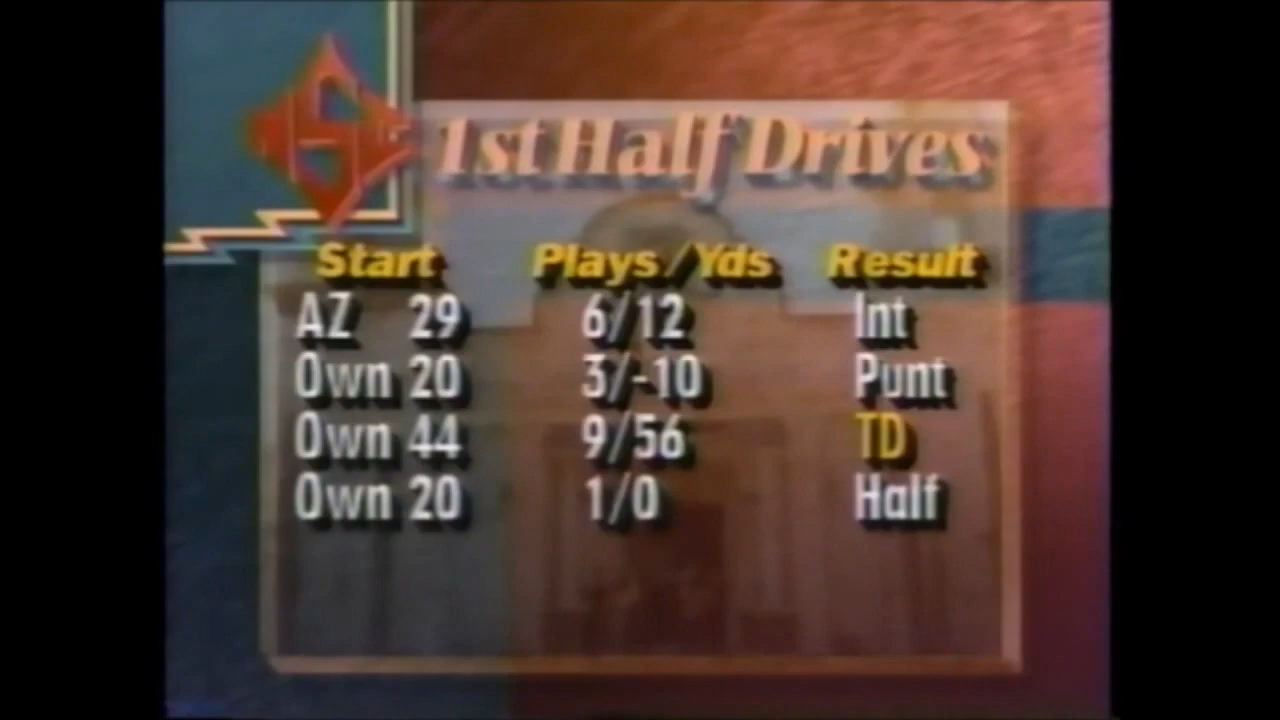 1st Half Drives
Start Plays/Yds Result
AZ 29 6/12 Int
Own 20 3/-10 Punt
Own 44 9/56 TD
Own 20 1/0 Half